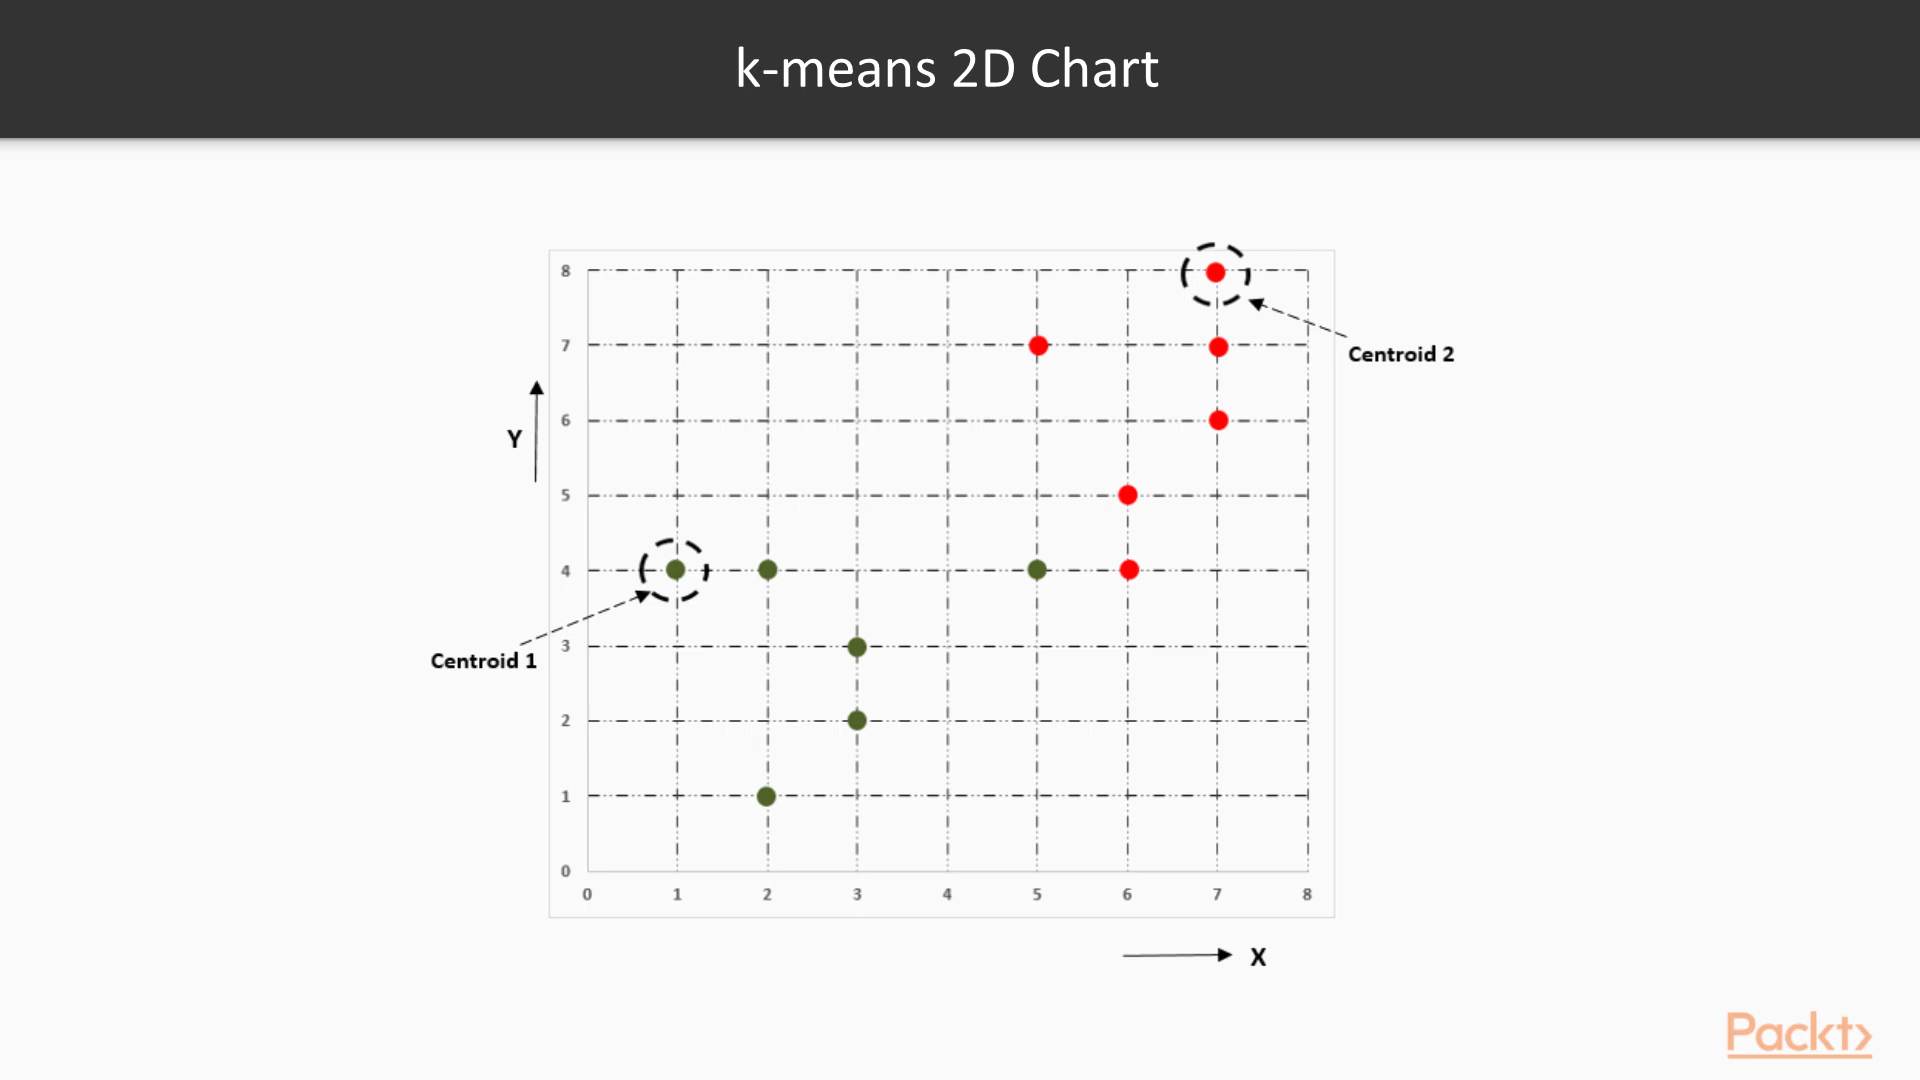 k-means 2D Chart
8
7
6
5
4
3
2
1
0
0 1 2 3 4 5 6 7 8
Y
X
Centroid 1
Centroid 2
Packt>